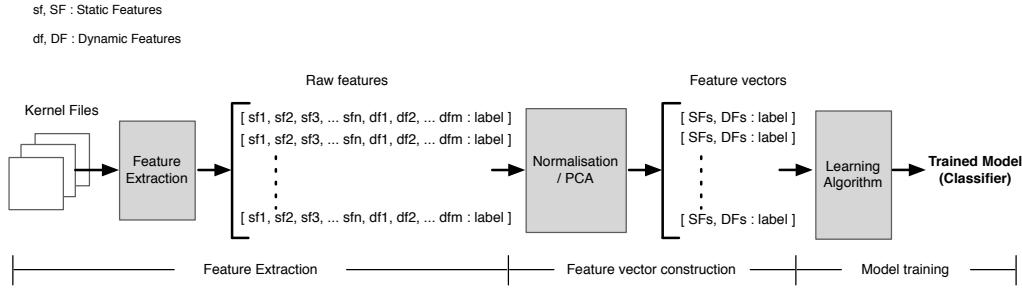 sf, SF : Static Features
df, DF : Dynamic Features
Raw features
Feature vectors
Kernel Files
Feature
Extraction
[ sf1, sf2, sf3, ... sfn, df1, df2, ... dfm : label ]
[ sf1, sf2, sf3, ... sfn, df1, df2, ... dfm : label ]
[ sf1, sf2, sf3, ... sfn, df1, df2, ... dfm : label ]
Normalisation
/ PCA
[ SFs, DFs : label ]
[ SFs, DFs : label ]
[ SFs, DFs : label ]
Learning
Algorithm
Trained Model
(Classifier)
Feature Extraction
Feature vector construction
Model training